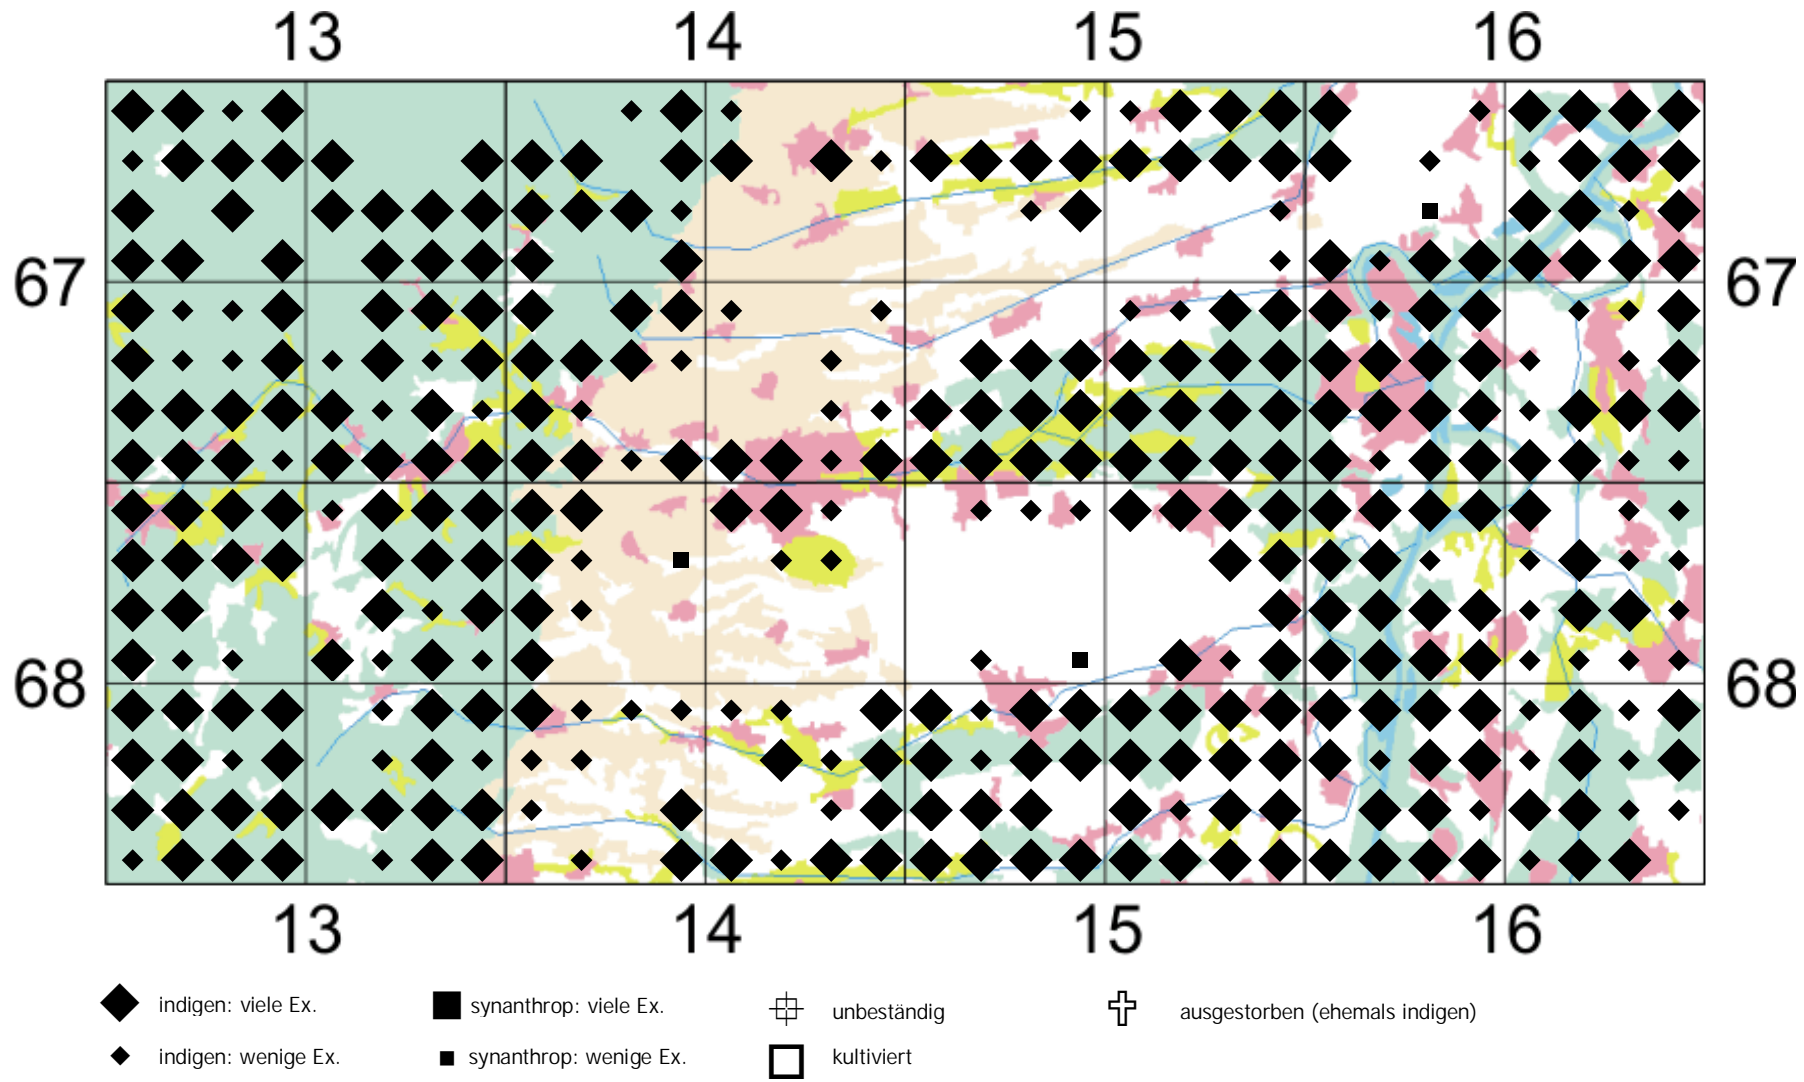 13 14 15 16
67 67
68 68
13 14 15 16
indigen: viele Ex. synanthrop: viele Ex. unbeständig ausgestorben (ehemals indigen)
indigen: wenige Ex. synanthrop: wenige Ex. kultiviert